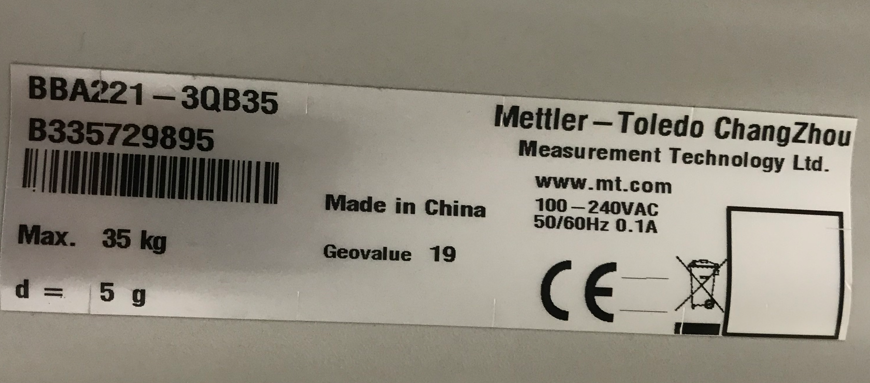 BBA221-3QB35
B335729895
Max. 35 kg
d = 5 g
Made in China
Geovalue 19
Mettler-Toledo ChangZhou
Measurement Technology Ltd.
www.mt.com
100-240VAC
50/60Hz 0.1A
CE